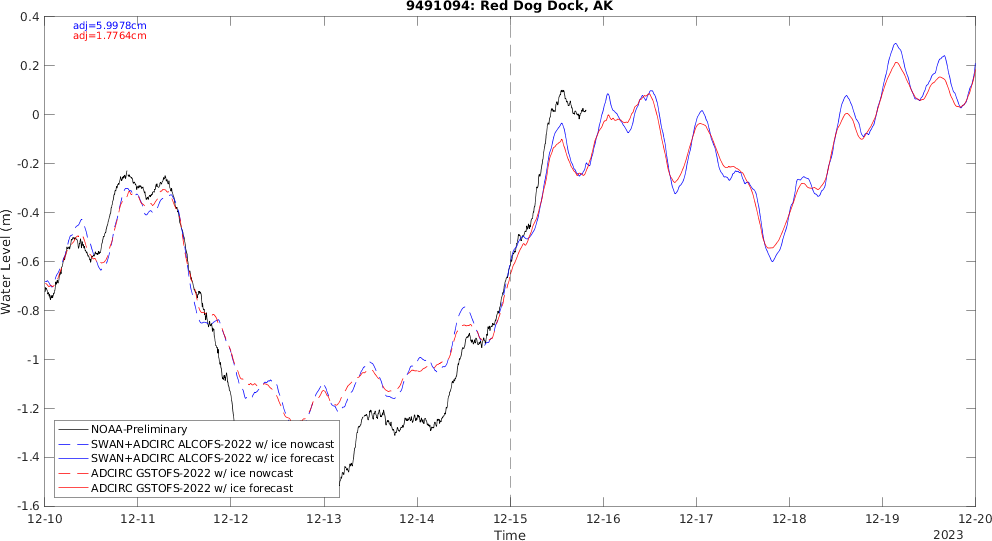 9491094: Red Dog Dock, AK
adj=5.9978cm
adj=1.7764cm
Water Level (m)
0.4
0.2
0
-0.2
-0.4
-0.6
-0.8
-1
-1.2
-1.4
-1.6
NOAA-Preliminary
SWAN+ADCIRC ALCOFS-2022 w/ ice nowcast
SWAN+ADCIRC ALCOFS-2022 w/ ice forecast
ADCIRC GSTOFS-2022 w/ ice nowcast
ADCIRC GSTOFS-2022 w/ ice forecast
12-10 12-11 12-12 12-13 12-14 12-15 12-16 12-17 12-18 12-19 12-20
Time
2023